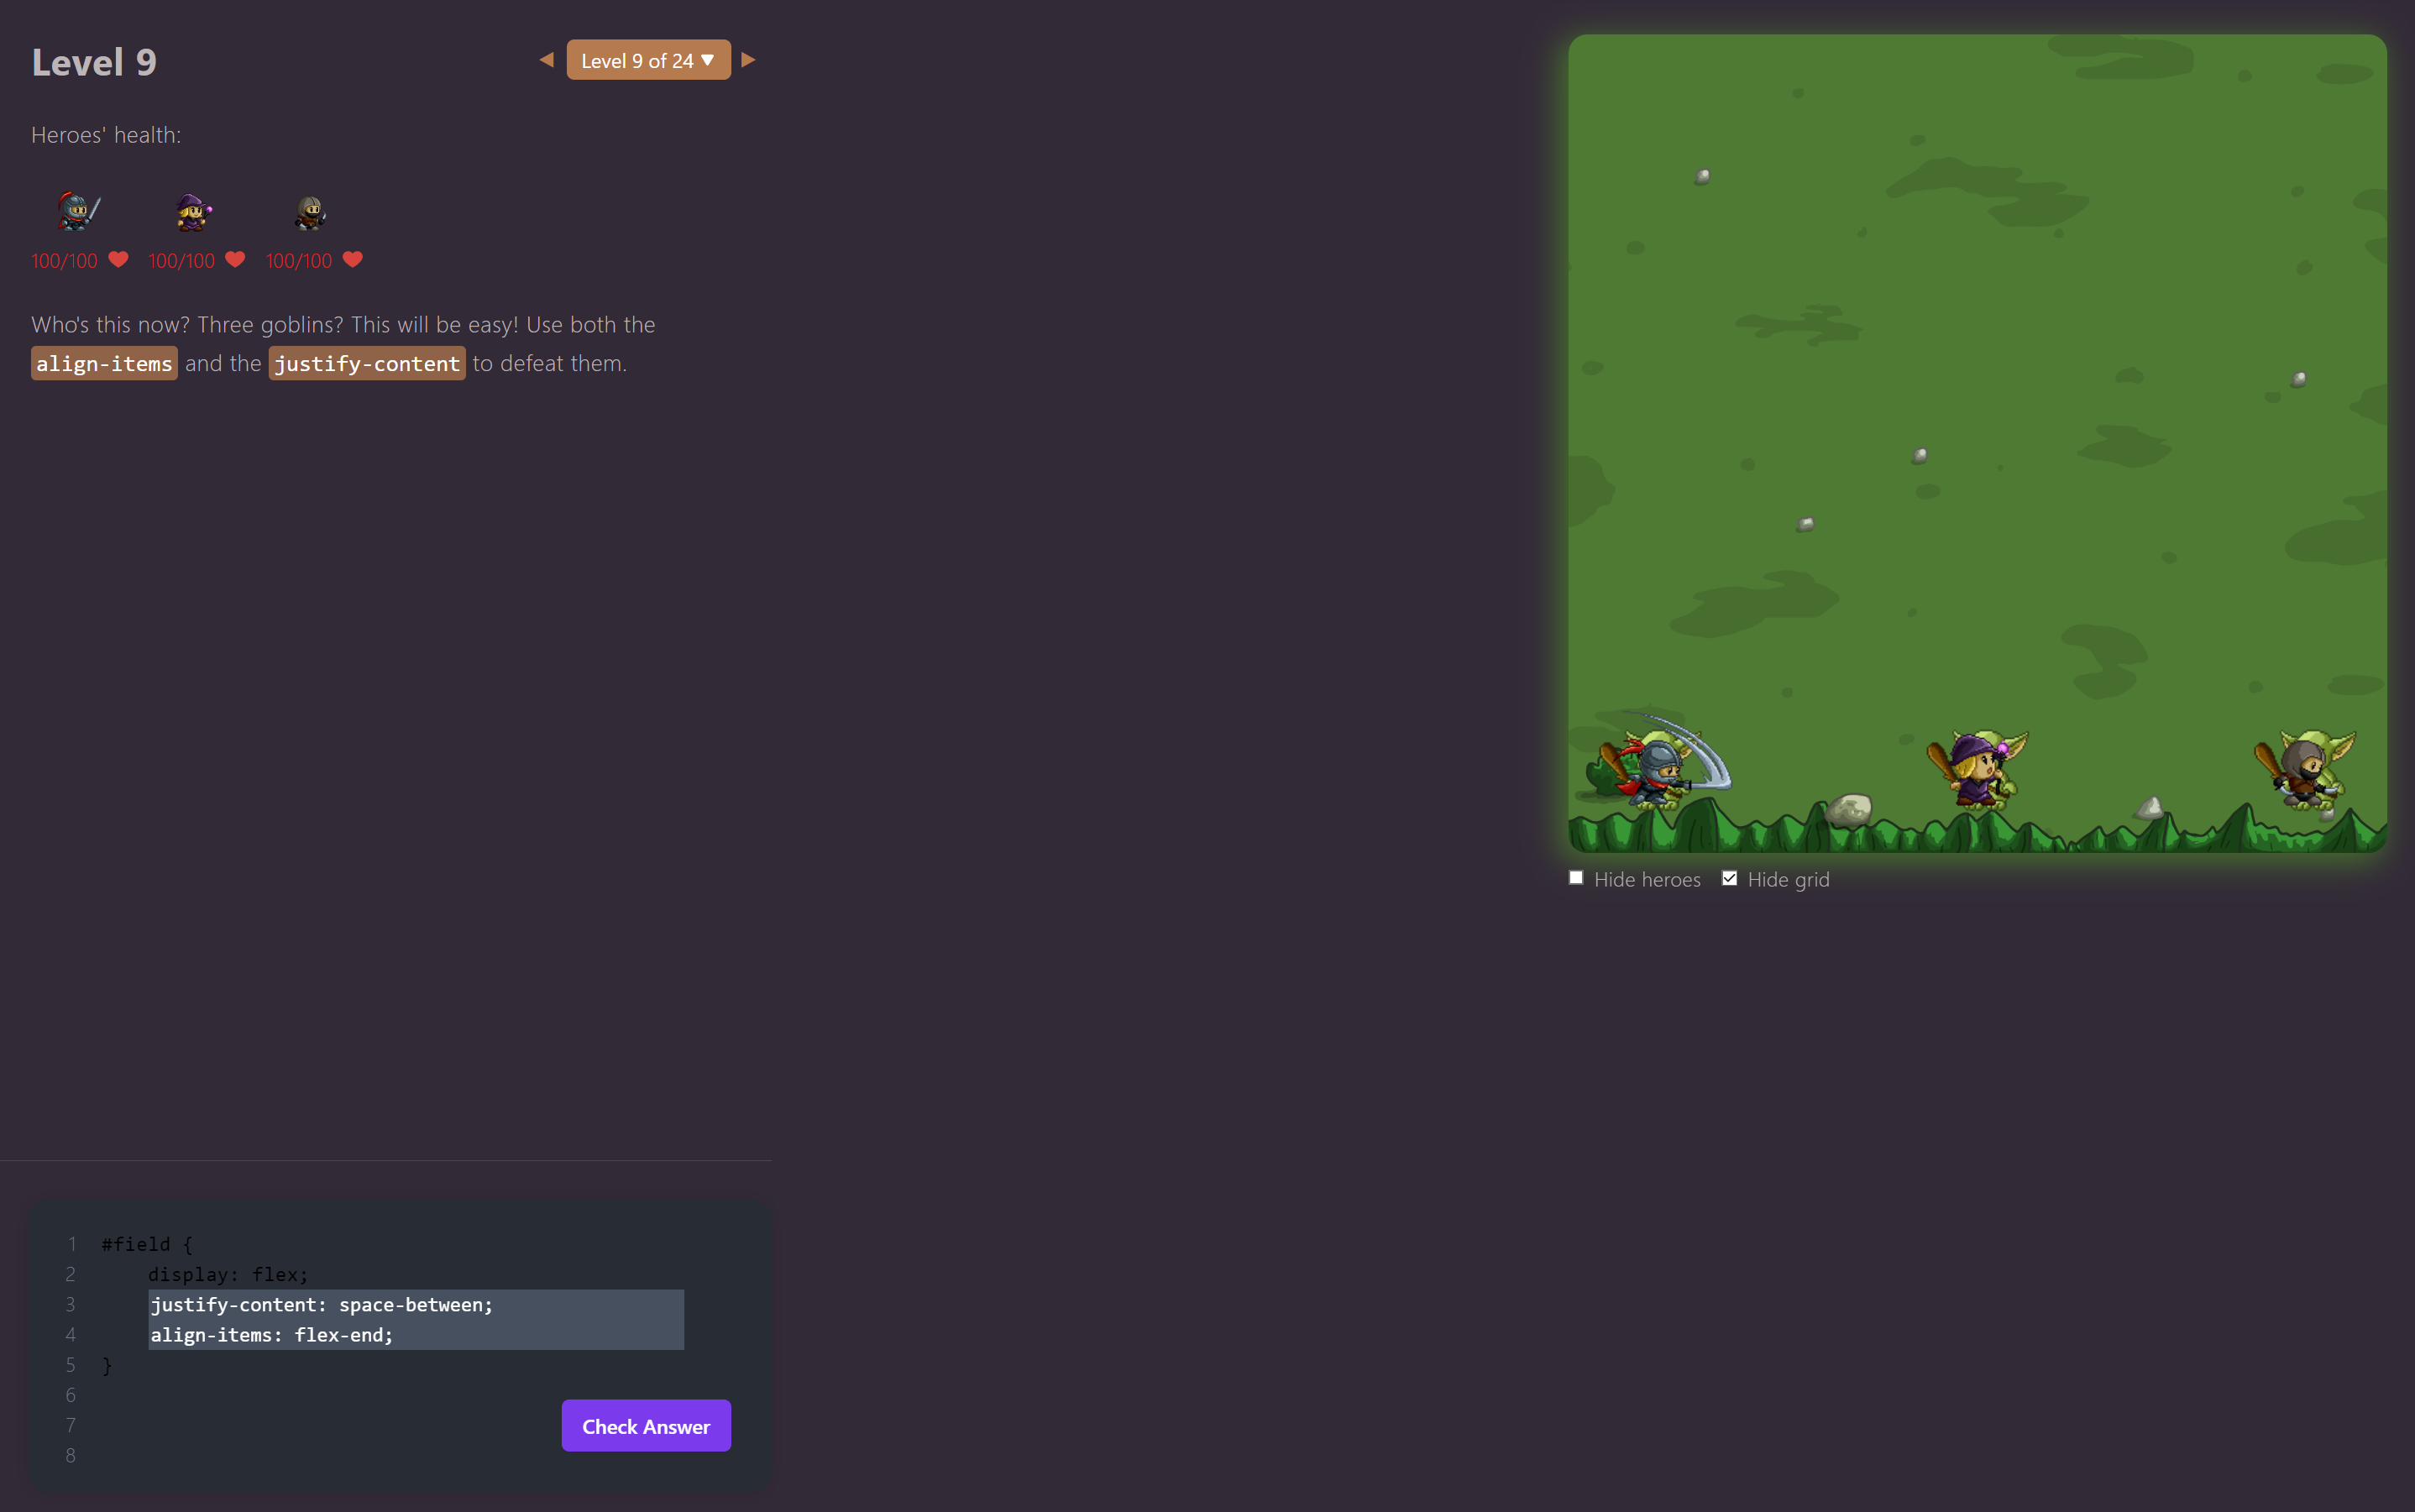 Level 9
Level 9 of 24 ▼
Heroes' health:
100/100 100/100 100/100
Who's this now? Three goblins? This will be easy! Use both the
align-items and the justify-content to defeat them.
Hide heroes Hide grid
1 #field {
2 display: flex;
3 justify-content: space-between;
4 align-items: flex-end;
5 }
6
7
8
Check Answer